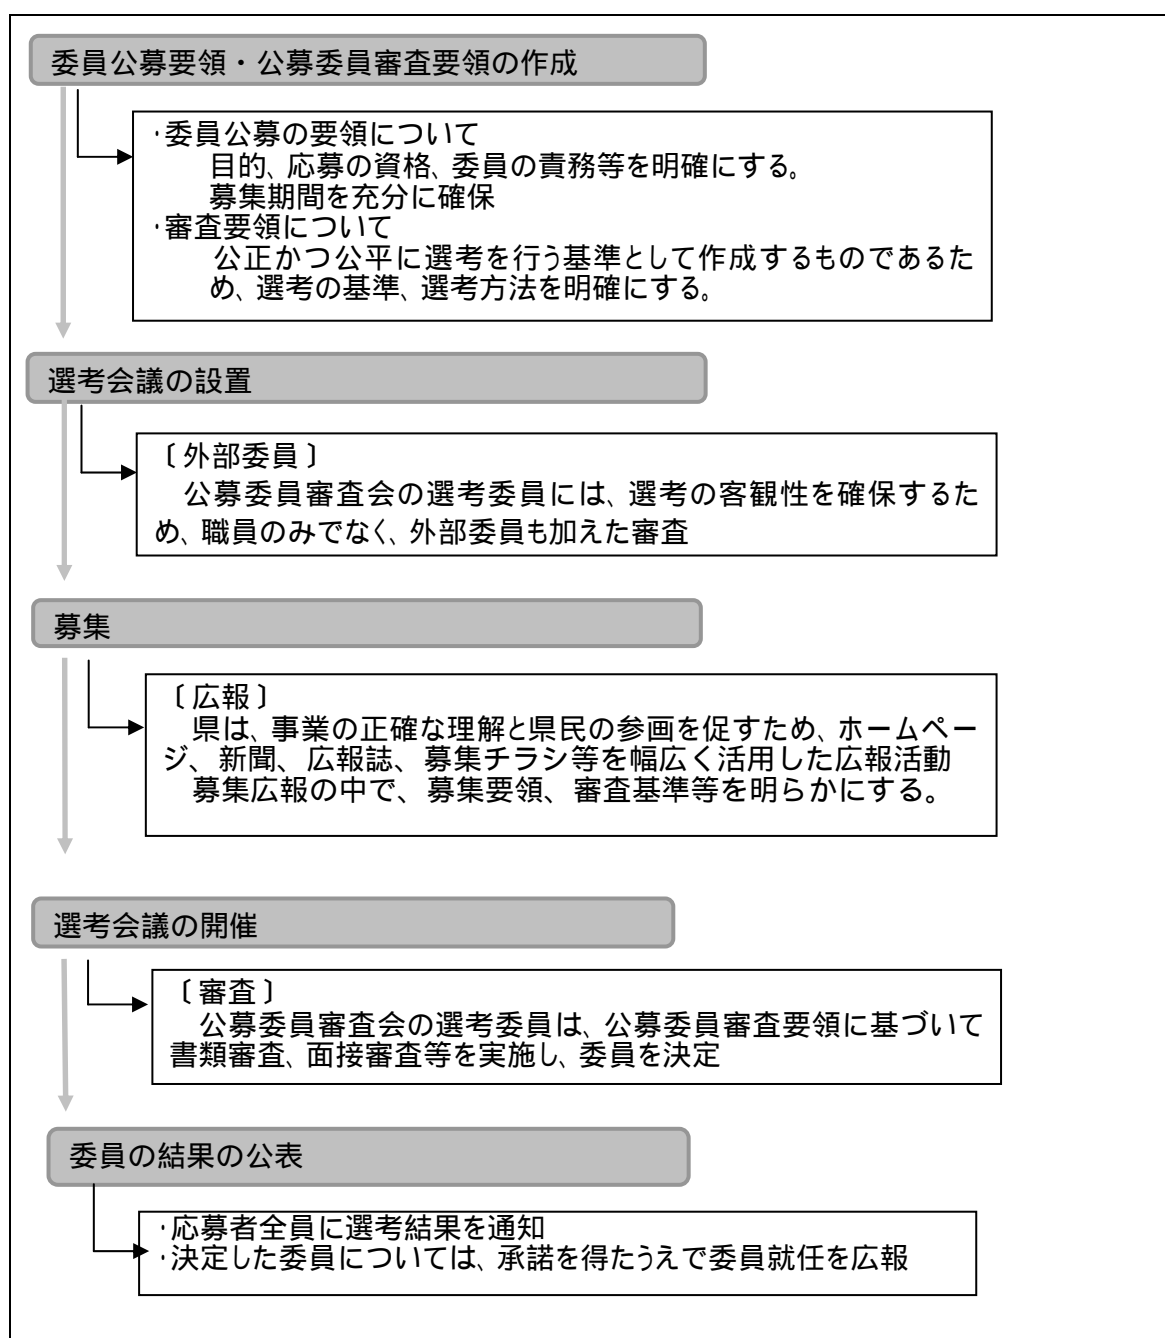 委員公募要領・公募委員審査要領の作成
・委員公募の要領について
目的、応募の資格、委員の責務等を明確にする。
募集期間を充分に確保
・審査要領について
公正かつ公平に選考を行う基準として作成するものであるた
め、選考の基準、選考方法を明確にする。
選考会議の設置
〔外部委員〕
公募委員審査会の選考委員には、選考の客観性を確保するた
め、職員のみでなく、外部委員も加えた審査
募集
〔広報〕
県は、事業の正確な理解と県民の参画を促すため、ホームペー
ジ、新聞、広報誌、募集チラシ等を幅広く活用した広報活動
募集広報の中で、募集要領、審査基準等を明らかにする。
選考会議の開催
〔審査〕
公募委員審査会の選考委員は、公募委員審査要領に基づいて
書類審査、面接審査等を実施し、委員を決定
委員の結果の公表
・応募者全員に選考結果を通知
・決定した委員については、承諾を得たうえで委員就任を広報